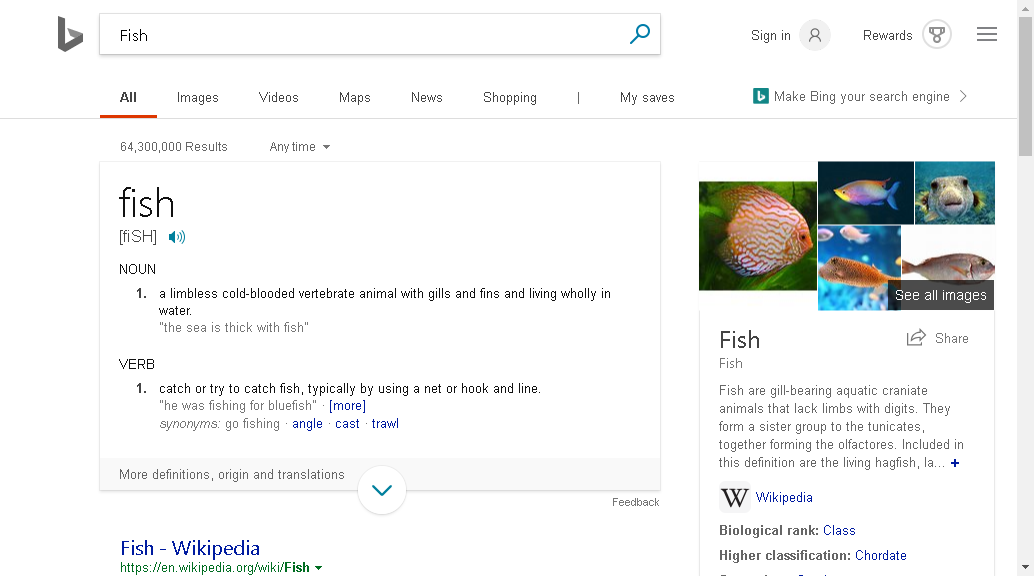 Fish
Sign in
Rewards
All
Images
Videos
Maps
News
Shopping
|
My saves
Make Bing your search engine
64,300,000 Results
Any time
fish
[fiSH]
NOUN
1. a limbless cold-blooded vertebrate animal with gills and fins and living wholly in
water.
"the sea is thick with fish"
VERB
1. catch or try to catch fish, typically by using a net or hook and line.
"he was fishing for bluefish" · [more]
synonyms: go fishing · angle · cast · trawl
More definitions, origin and translations
Feedback
Fish - Wikipedia
https://en.wikipedia.org/wiki/Fish
See all images
Fish
Share
Fish
Fish are gill-bearing aquatic craniate
animals that lack limbs with digits. They
form a sister group to the tunicates,
together forming the olfactores. Included in
this definition are the living hagfish, la... +
W Wikipedia
Biological rank: Class
Higher classification: Chordate